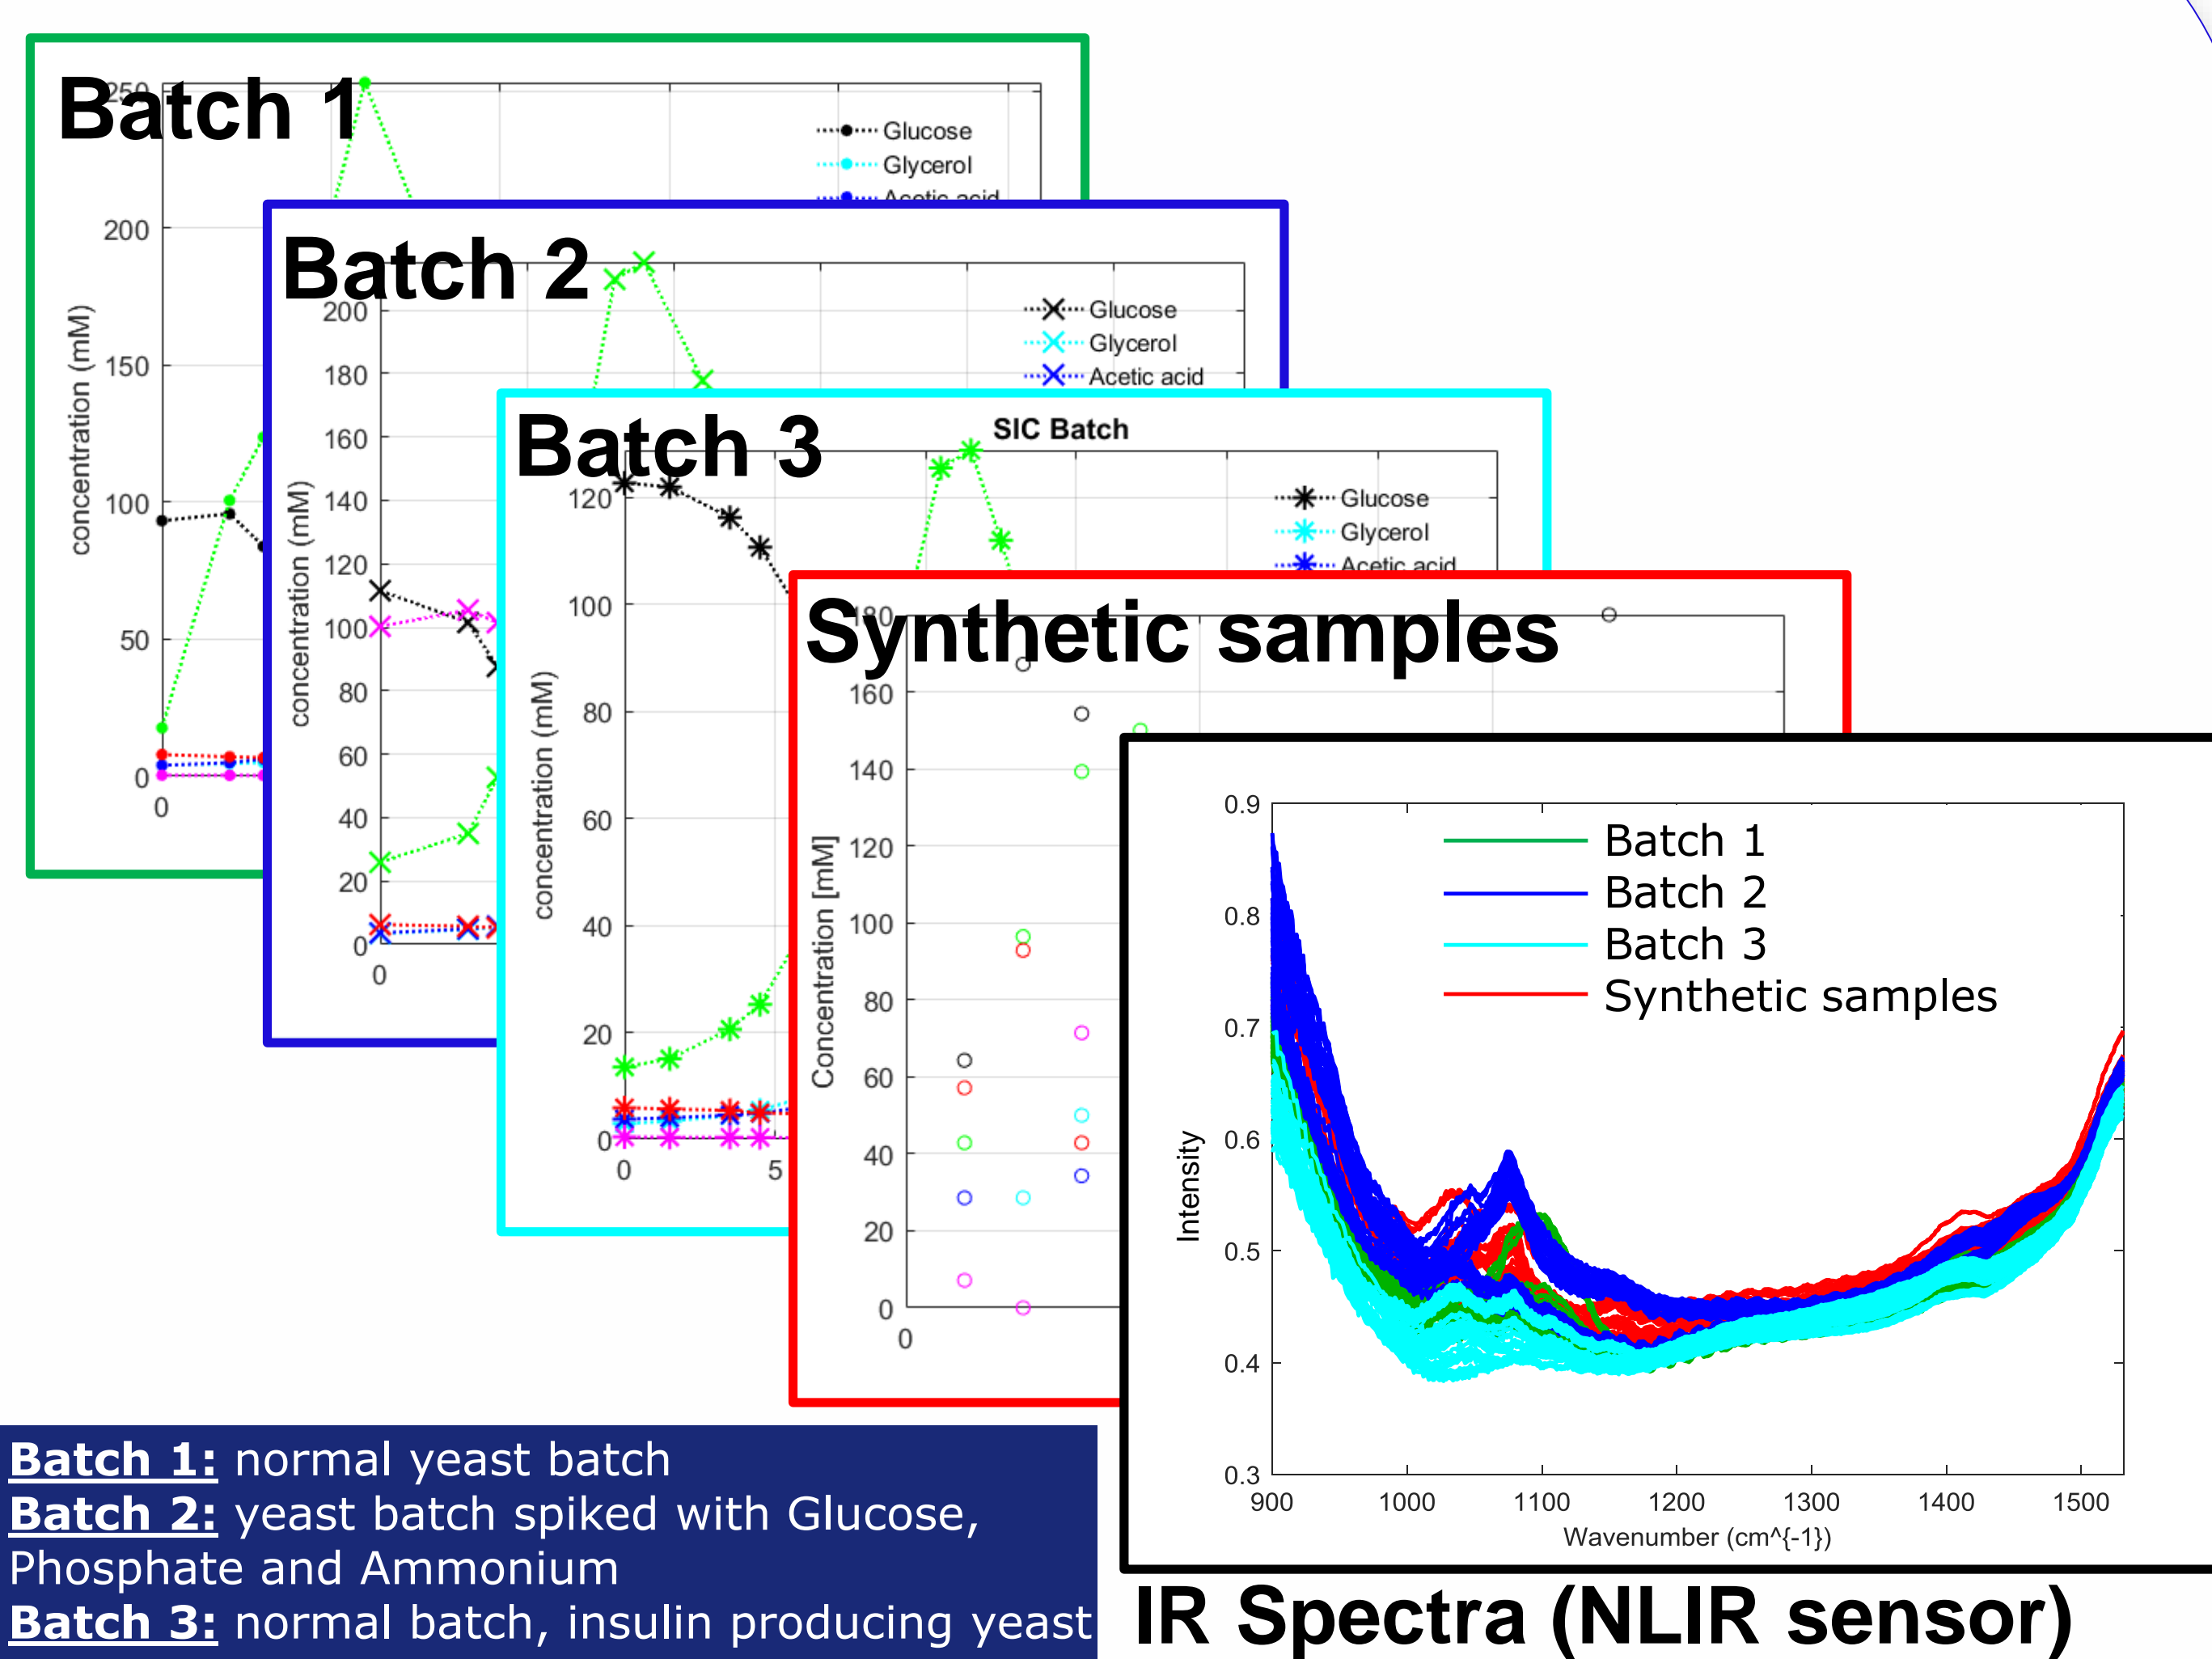 Batch 1
250
200
150
100
50
0
0
concentration (mM)
Glucose
Glycerol
Acetic acid
Batch 2
200
180
160
140
120
100
80
60
40
20
0
0
concentration (mM)
Glucose
Glycerol
Acetic acid
Batch 3
SIC Batch
120
100
80
60
40
20
0
0 5
concentration (mM)
Glucose
Glycerol
Acetic acid
Synthetic samples
180
160
140
120
100
80
60
40
20
0
0
Concentration [mM]
0.9
0.8
0.7
0.6
0.5
0.4
0.3
Intensity
Batch 1
Batch 2
Batch 3
Synthetic samples
900 1000 1100 1200 1300 1400 1500
Wavenumber (cm^{-1})
IR Spectra (NLIR sensor)
Batch 1: normal yeast batch
Batch 2: yeast batch spiked with Glucose,
Phosphate and Ammonium
Batch 3: normal batch, insulin producing yeast